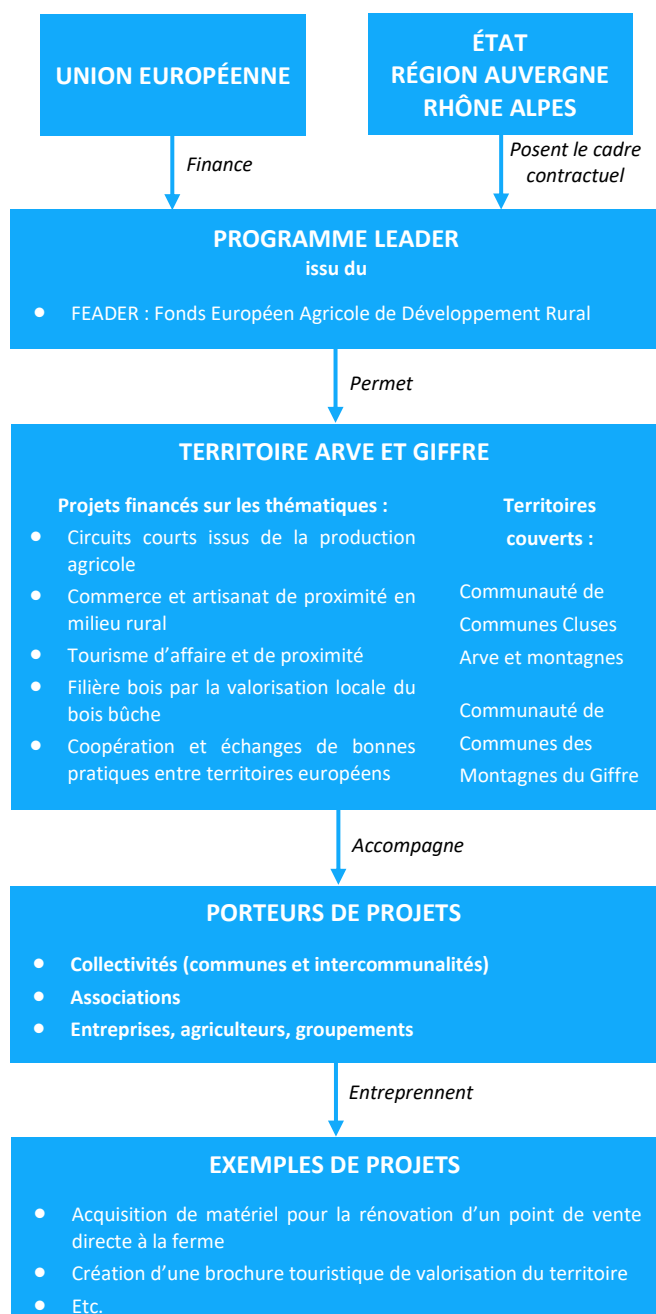 UNION EUROPÉENNE
ÉTAT
RÉGION AUVERGNE
RHÔNE ALPES
Finance
Posent le cadre
contractuel
PROGRAMME LEADER
issu du
• FEADER : Fonds Européen Agricole de Développement Rural
Permet
TERRITOIRE ARVE ET GIFFRE
Projets financés sur les thématiques :
• Circuits courts issus de la production
agricole
• Commerce et artisanat de proximité en
milieu rural
• Tourisme d’affaire et de proximité
• Filière bois par la valorisation locale du
bois bûche
• Coopération et échanges de bonnes
pratiques entre territoires européens
Territoires
couverts :
Communauté de
Communes Cluses
Arve et montagnes
Communauté de
Communes des
Montagnes du Giffre
Accompagne
PORTEURS DE PROJETS
• Collectivités (communes et intercommunalités)
• Associations
• Entreprises, agriculteurs, groupements
Entreprennent
EXEMPLES DE PROJETS
• Acquisition de matériel pour la rénovation d’un point de vente
directe à la ferme
• Création d’une brochure touristique de valorisation du territoire
• Etc.